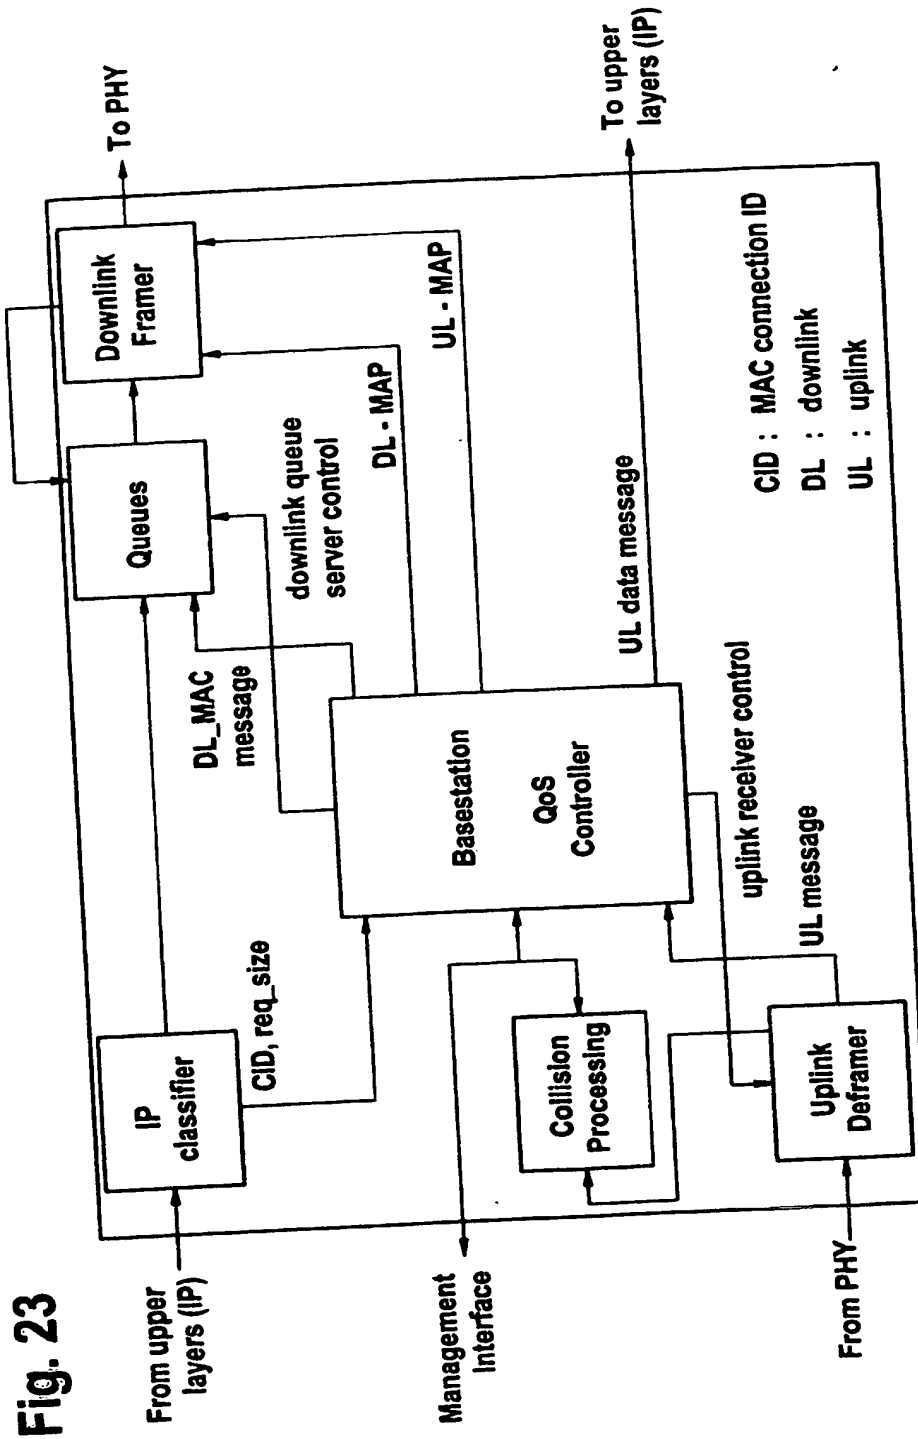 Fig. 23
From upper
layers (IP)
IP
classifier
CID, req_size
Queues
Downlink
Framer
To PHY
DL_MAC
message
downlink queue
server control
DL - MAP
UL - MAP
Management
Interface
Collision
Processing
Basestation
QoS
Controller
UL data message
To upper
layers (IP)
uplink receiver control
UL message
From PHY
Uplink
Deframer
CID : MAC connection ID
DL : downlink
UL : uplink